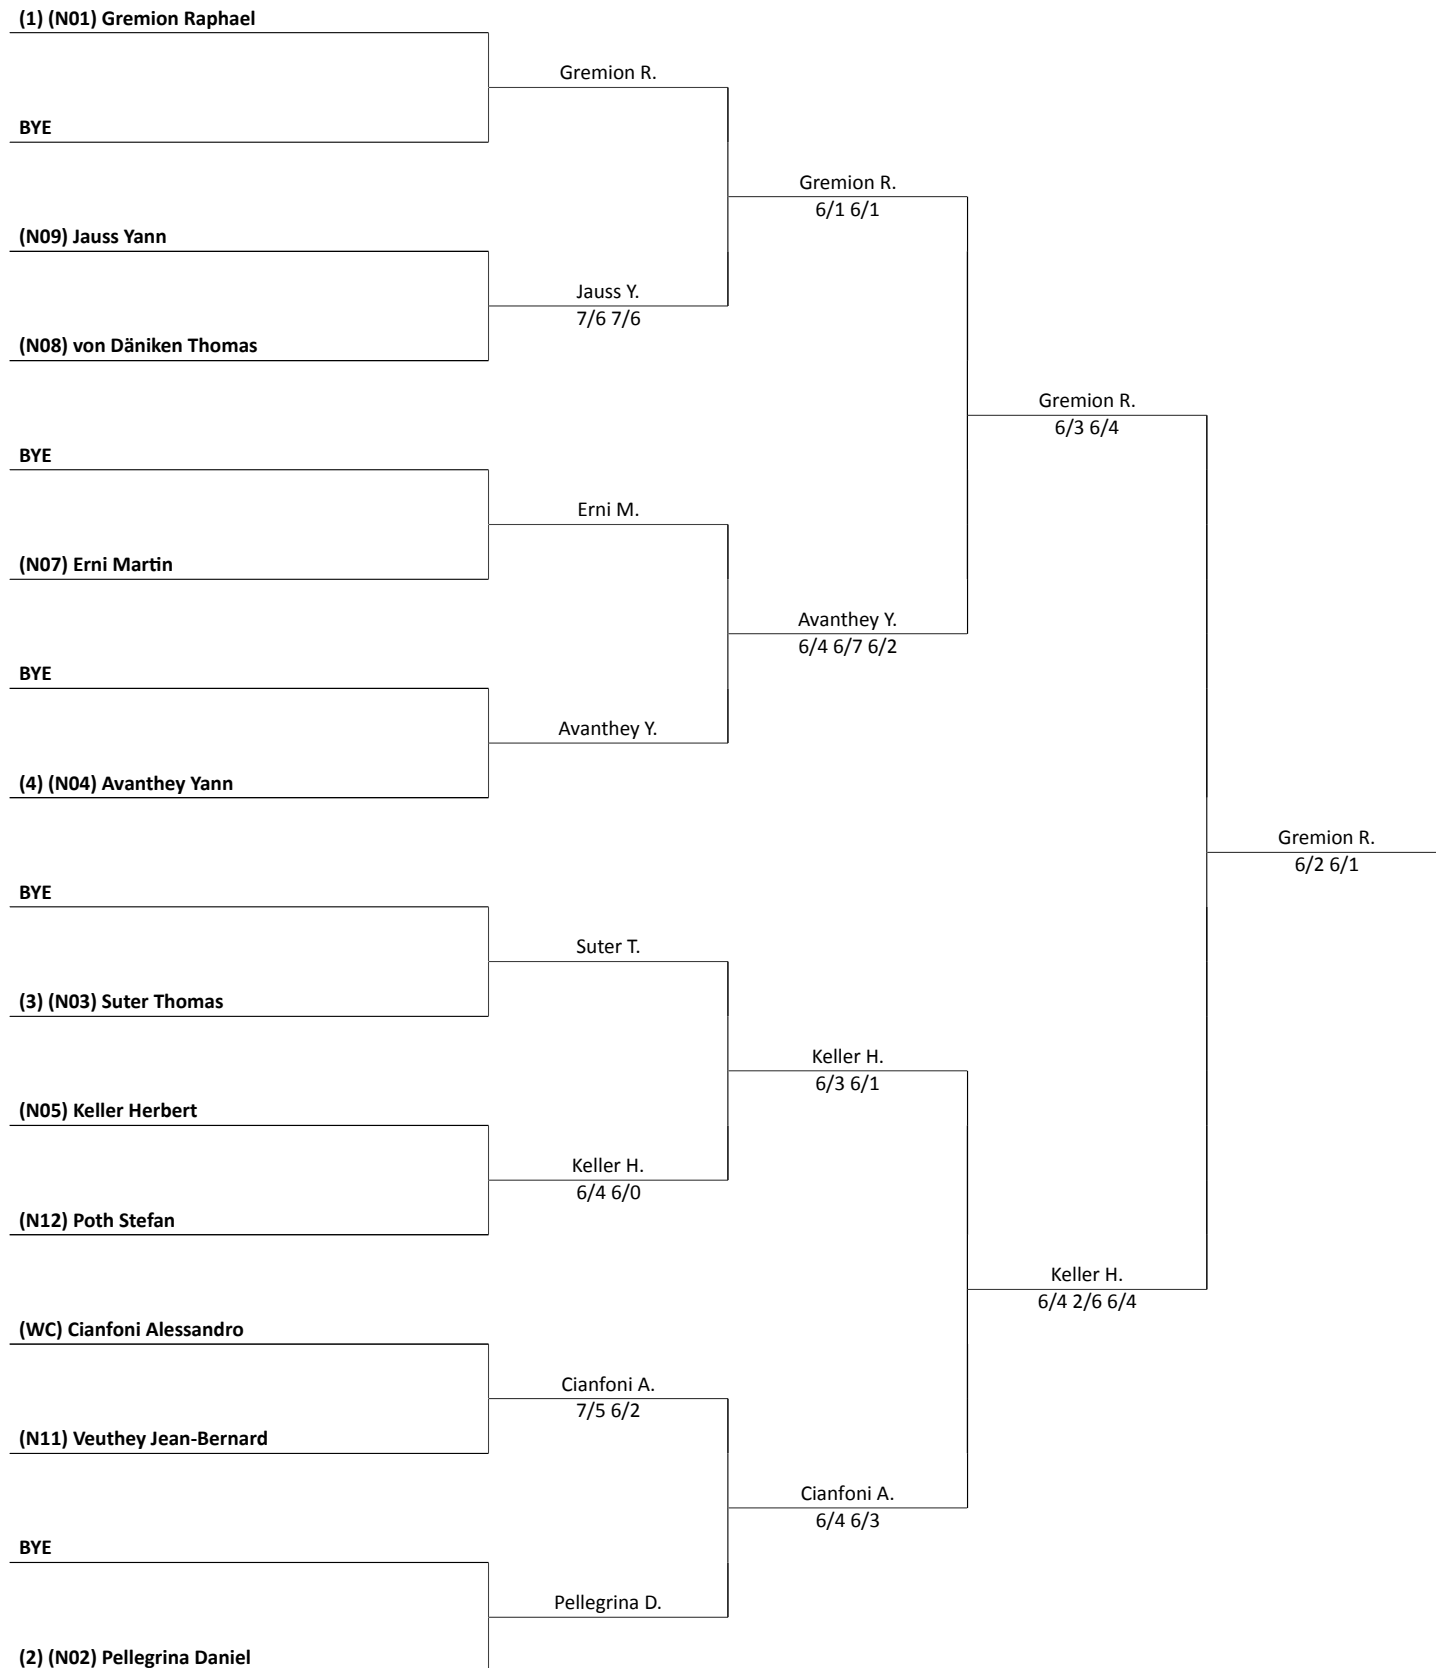 (1) (N01) Gremion Raphael
Gremion R.
BYE
Gremion R.
6/1 6/1
(N09) Jauss Yann
Jauss Y.
7/6 7/6
(N08) von Däniken Thomas
Gremion R.
6/3 6/4
BYE
Erni M.
(N07) Erni Martin
Avanthey Y.
6/4 6/7 6/2
BYE
Avanthey Y.
(4) (N04) Avanthey Yann
Gremion R.
6/2 6/1
BYE
Suter T.
(3) (N03) Suter Thomas
Keller H.
6/3 6/1
(N05) Keller Herbert
Keller H.
6/4 6/0
(N12) Poth Stefan
Keller H.
6/4 2/6 6/4
(WC) Cianfoni Alessandro
Cianfoni A.
7/5 6/2
(N11) Veuthey Jean-Bernard
Cianfoni A.
6/4 6/3
BYE
Pellegrina D.
(2) (N02) Pellegrina Daniel